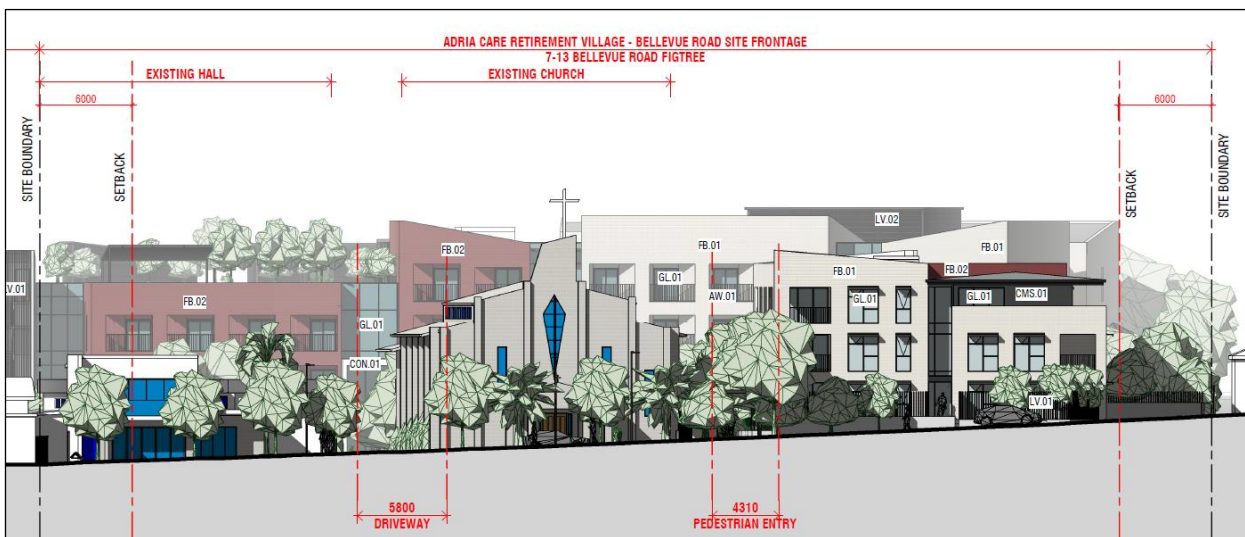 ADRIA CARE RETIREMENT VILLAGE - BELLEVUE ROAD SITE FRONTAGE
7-13 BELLEVUE ROAD FIGTREE
EXISTING HALL
EXISTING CHURCH
6000
6000
SITE BOUNDARY
SETBACK
SETBACK
SITE BOUNDARY
LV.02
FB.02
FB.01
FB.01
FB.01
FB.02
GL.01
LV.01
FB.02
AW.01
GL.01
GL.01
CMS.01
GL.01
CON.01
LV.01
5800
DRIVEWAY
4310
PEDESTRIAN ENTRY